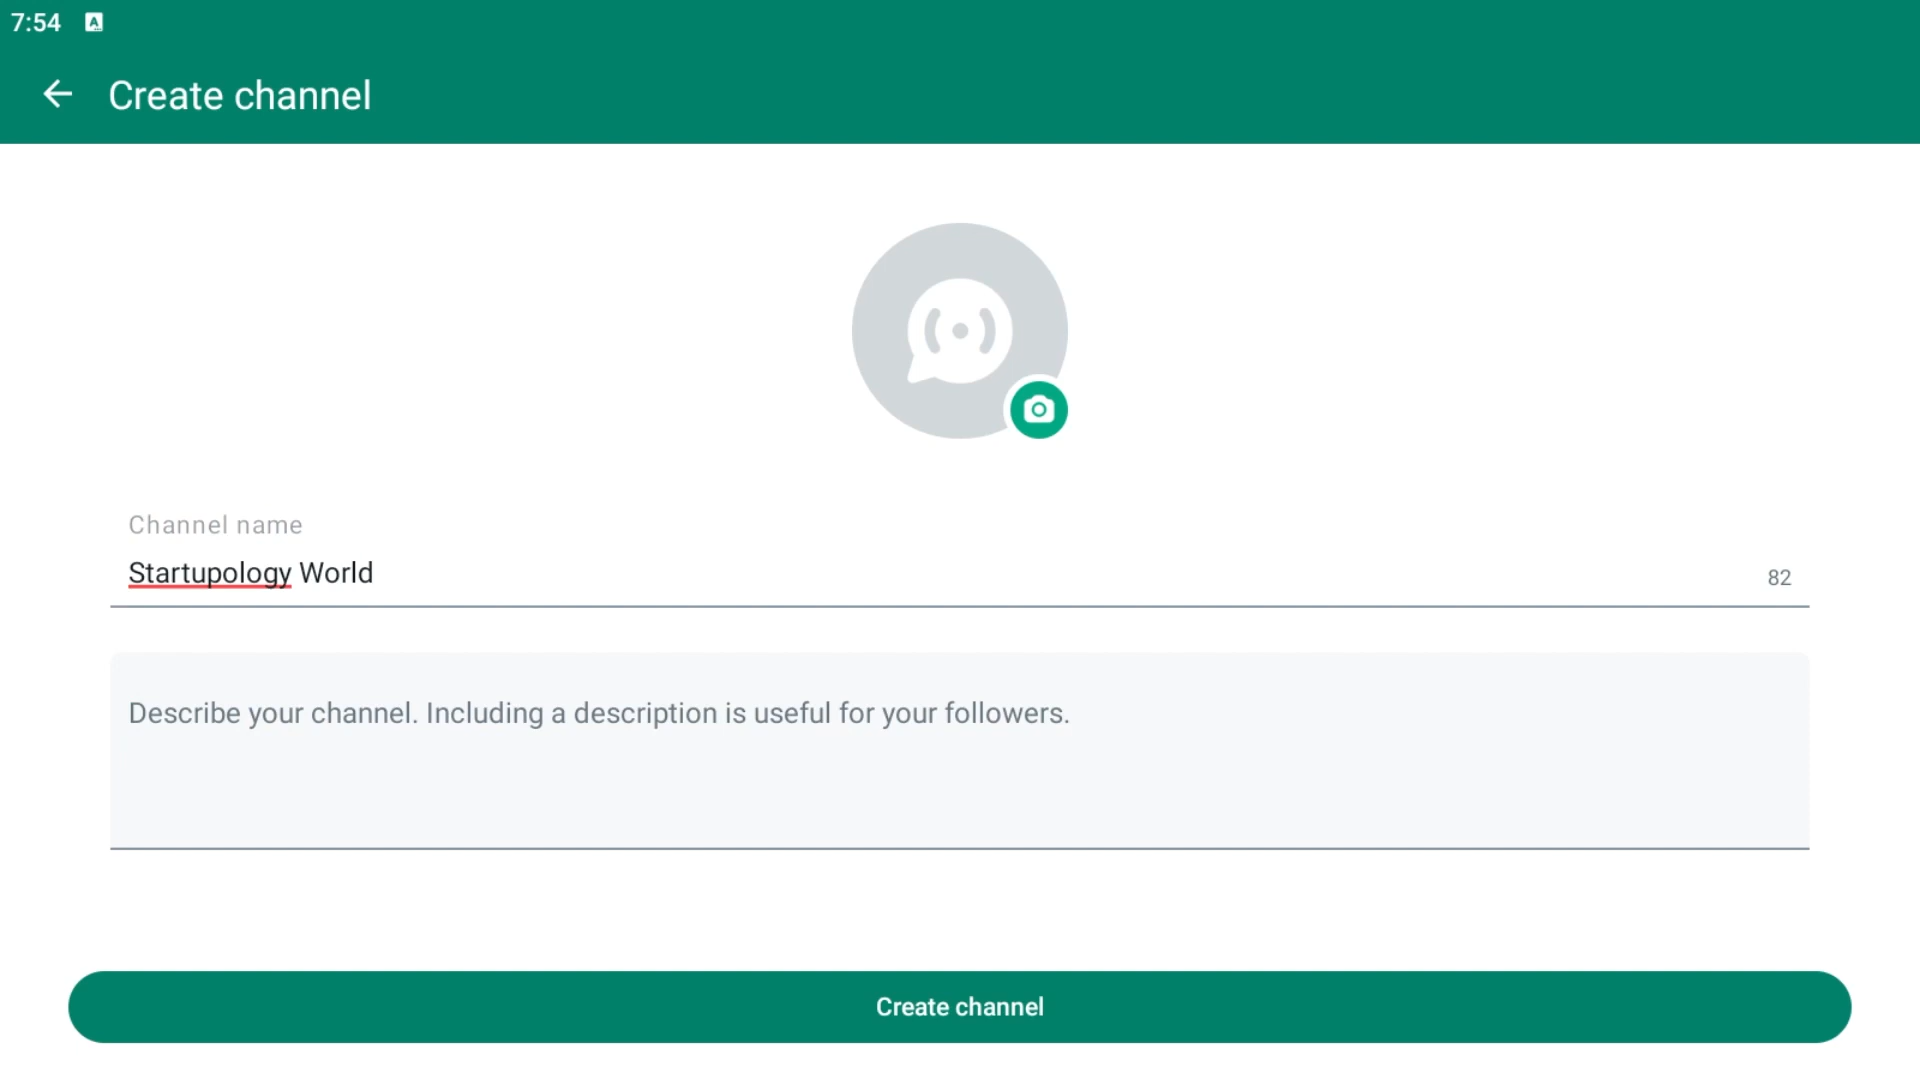 7:54 A
Create channel
Channel name
Startupology World
82
Describe your channel. Including a description is useful for your followers.
Create channel